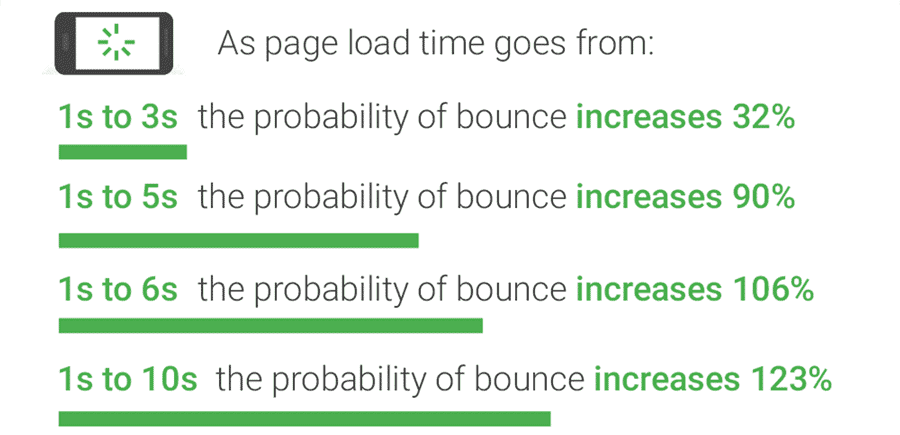 As page load time goes from:
1s to 3s the probability of bounce increases 32%
1s to 5s the probability of bounce increases 90%
1s to 6s the probability of bounce increases 106%
1s to 10s the probability of bounce increases 123%